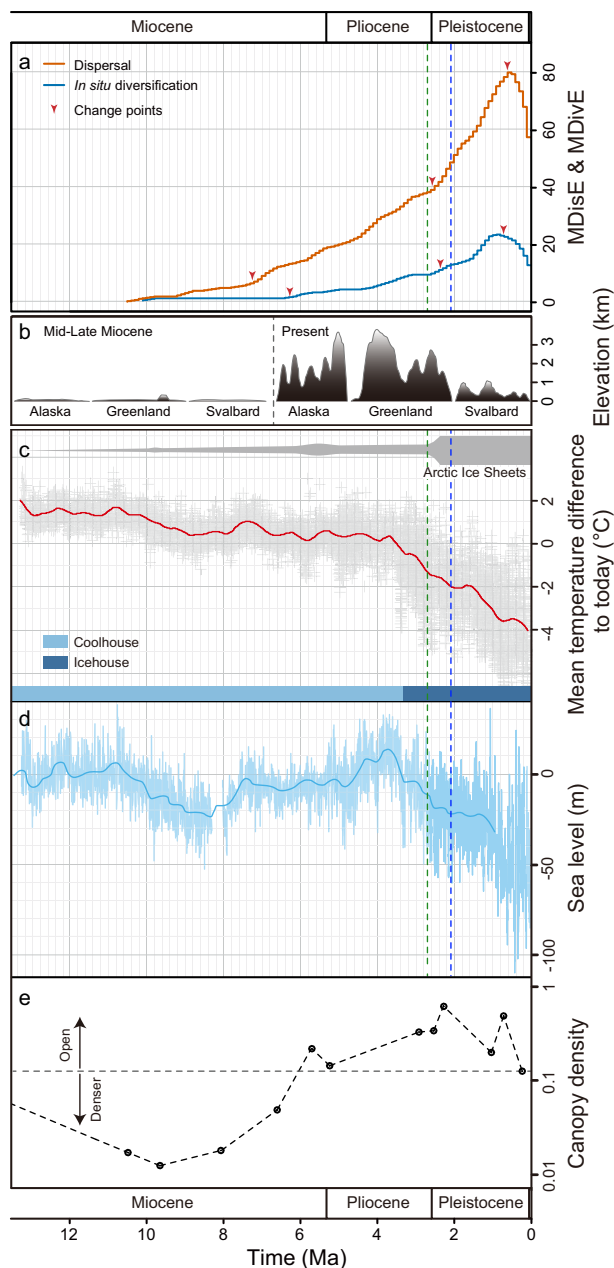 Miocene Pliocene Pleistocene
a
Dispersal
In situ diversification
Change points
80
60
40
20
0
MDisE & MDivE
b Mid-Late Miocene Present
Alaska Greenland Svalbard Alaska Greenland Svalbard
3
2
1
0
Elevation (km)
c
Arctic Ice Sheets
Coolhouse
Icehouse
2
0
-2
-4
Mean temperature difference
to today (°C)
d
0
-50
-100
Sea level (m)
e
Open
Denser
1
0.1
0.01
Canopy density
Miocene Pliocene Pleistocene
12 10 8 6 4 2 0
Time (Ma)